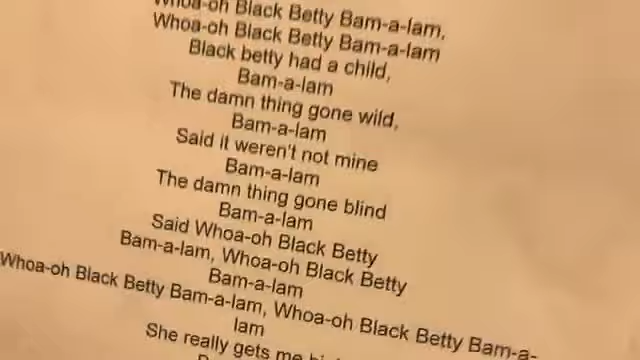 Whoa-oh Black Betty Bam-a-lam,
Whoa-oh Black Betty Bam-a-lam
Black betty had a child,
Bam-a-lam
The damn thing gone wild,
Bam-a-lam
Said it weren't not mine
Bam-a-lam
The damn thing gone blind
Bam-a-lam
Said Whoa-oh Black Betty
Bam-a-lam, Whoa-oh Black Betty
Bam-a-lam
Whoa-oh Black Betty Bam-a-lam, Whoa-oh Black Betty Bam-a-
lam
She really gets me